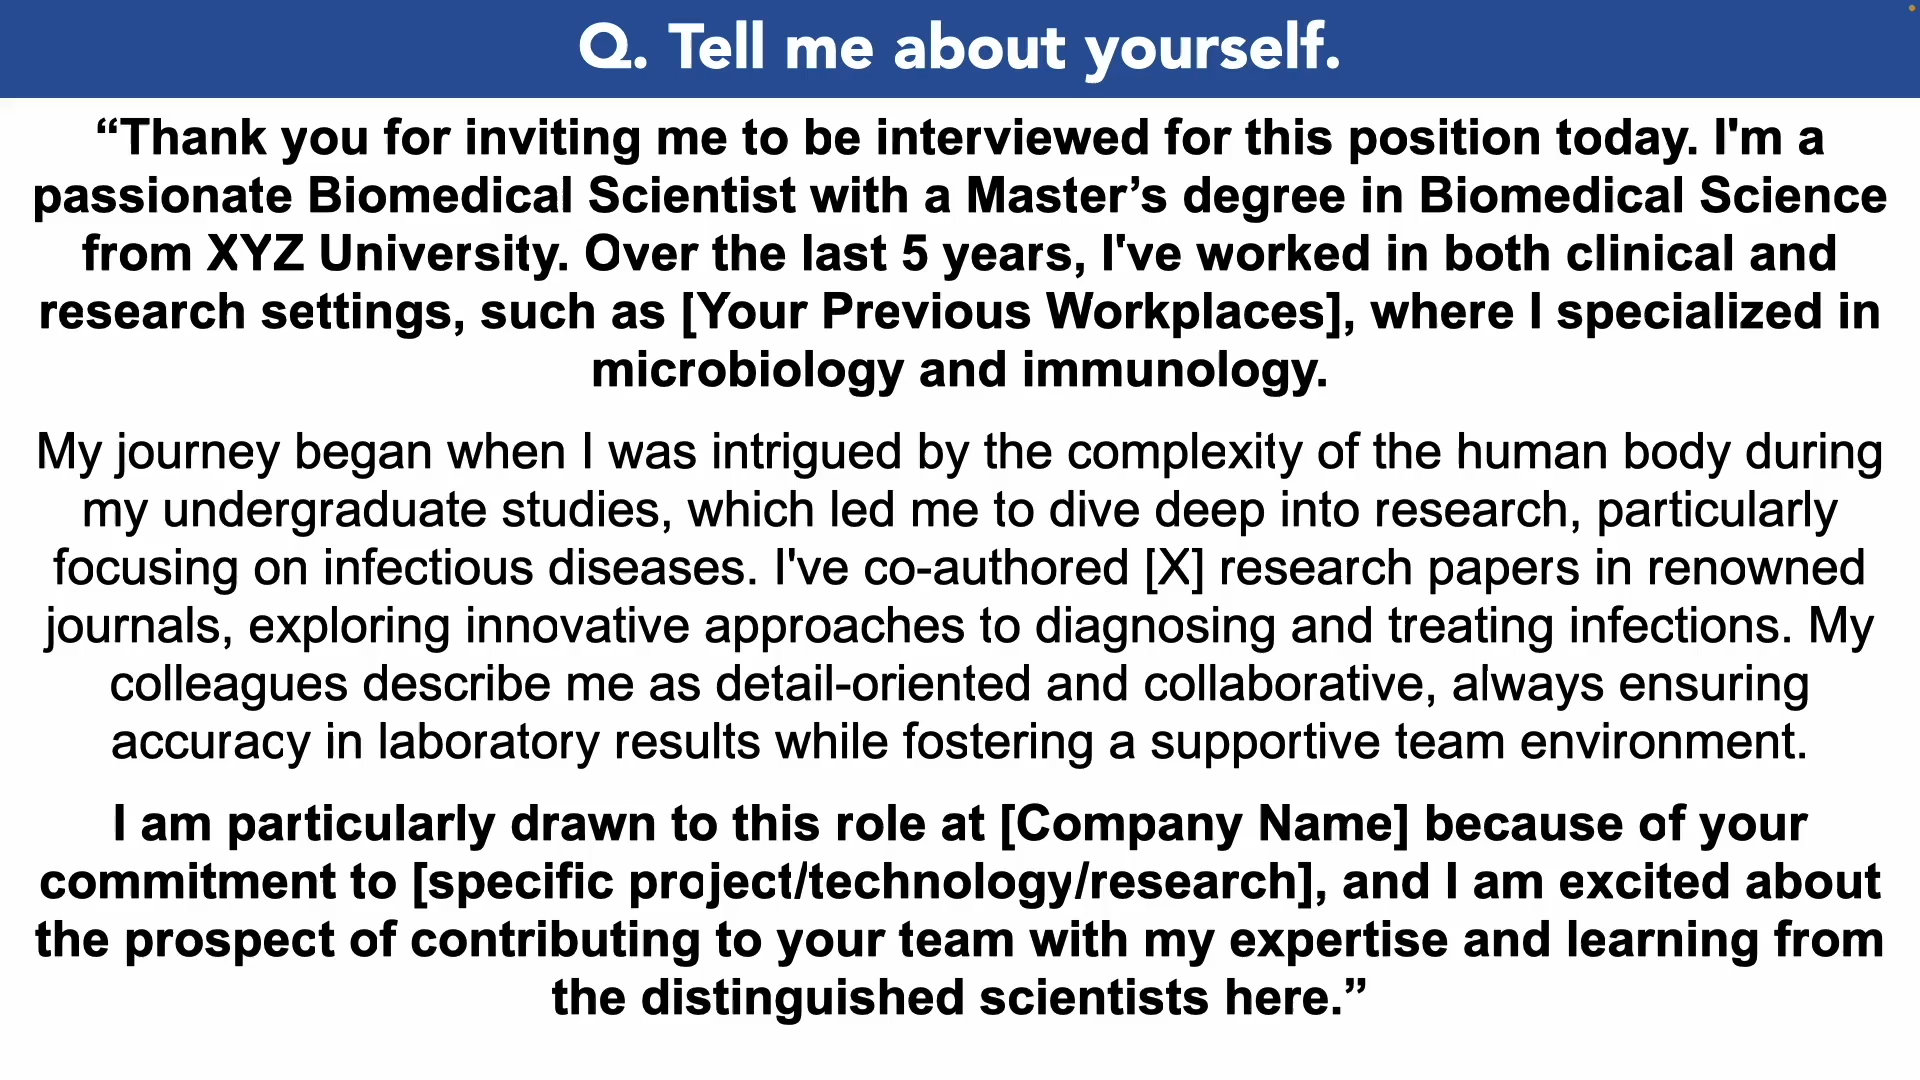 Q. Tell me about yourself.
“Thank you for inviting me to be interviewed for this position today. I'm a
passionate Biomedical Scientist with a Master’s degree in Biomedical Science
from XYZ University. Over the last 5 years, I've worked in both clinical and
research settings, such as [Your Previous Workplaces], where I specialized in
microbiology and immunology.
My journey began when I was intrigued by the complexity of the human body during
my undergraduate studies, which led me to dive deep into research, particularly
focusing on infectious diseases. I've co-authored [X] research papers in renowned
journals, exploring innovative approaches to diagnosing and treating infections. My
colleagues describe me as detail-oriented and collaborative, always ensuring
accuracy in laboratory results while fostering a supportive team environment.
I am particularly drawn to this role at [Company Name] because of your
commitment to [specific project/technology/research], and I am excited about
the prospect of contributing to your team with my expertise and learning from
the distinguished scientists here.”